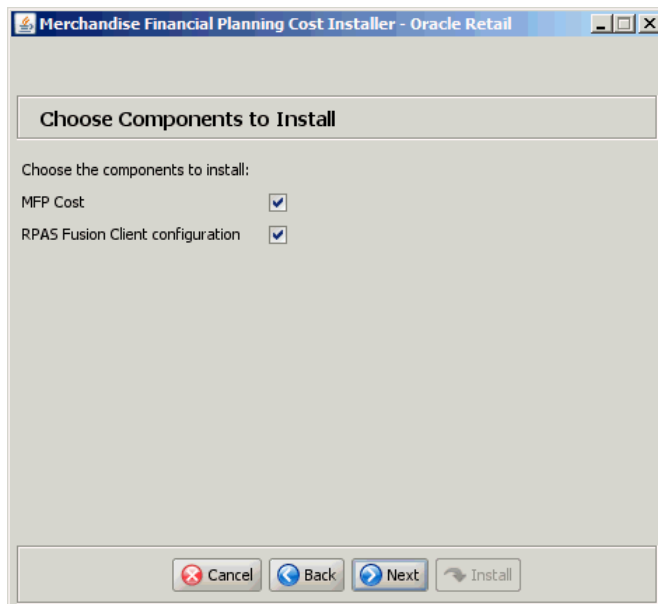 Merchandise Financial Planning Cost Installer - Oracle Retail
Choose Components to Install
Choose the components to install:
MFP Cost
RPAS Fusion Client configuration
Cancel Back Next Install